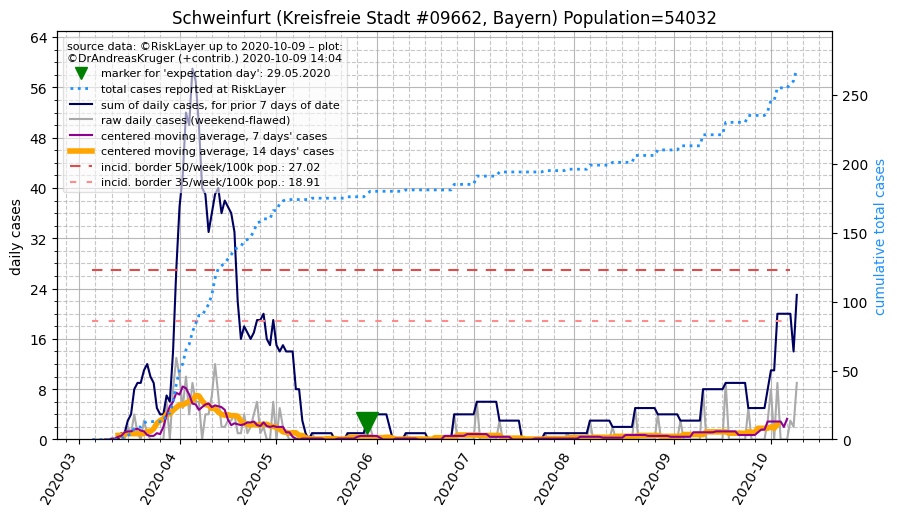 Schweinfurt (Kreisfreie Stadt #09662, Bayern) Population=54032
source data: ©RiskLayer up to 2020-10-09 – plot:
©DrAndreasKruger (+contrib.) 2020-10-09 14:04
marker for 'expectation day': 29.05.2020
total cases reported at RiskLayer
sum of daily cases, for prior 7 days of date
raw daily cases (weekend-flawed)
centered moving average, 7 days' cases
centered moving average, 14 days' cases
incid. border 50/week/100k pop.: 27.02
incid. border 35/week/100k pop.: 18.91
daily cases
64
56
48
40
32
24
16
8
0
cumulative total cases
250
200
150
100
50
0
2020-03
2020-04
2020-05
2020-06
2020-07
2020-08
2020-09
2020-10